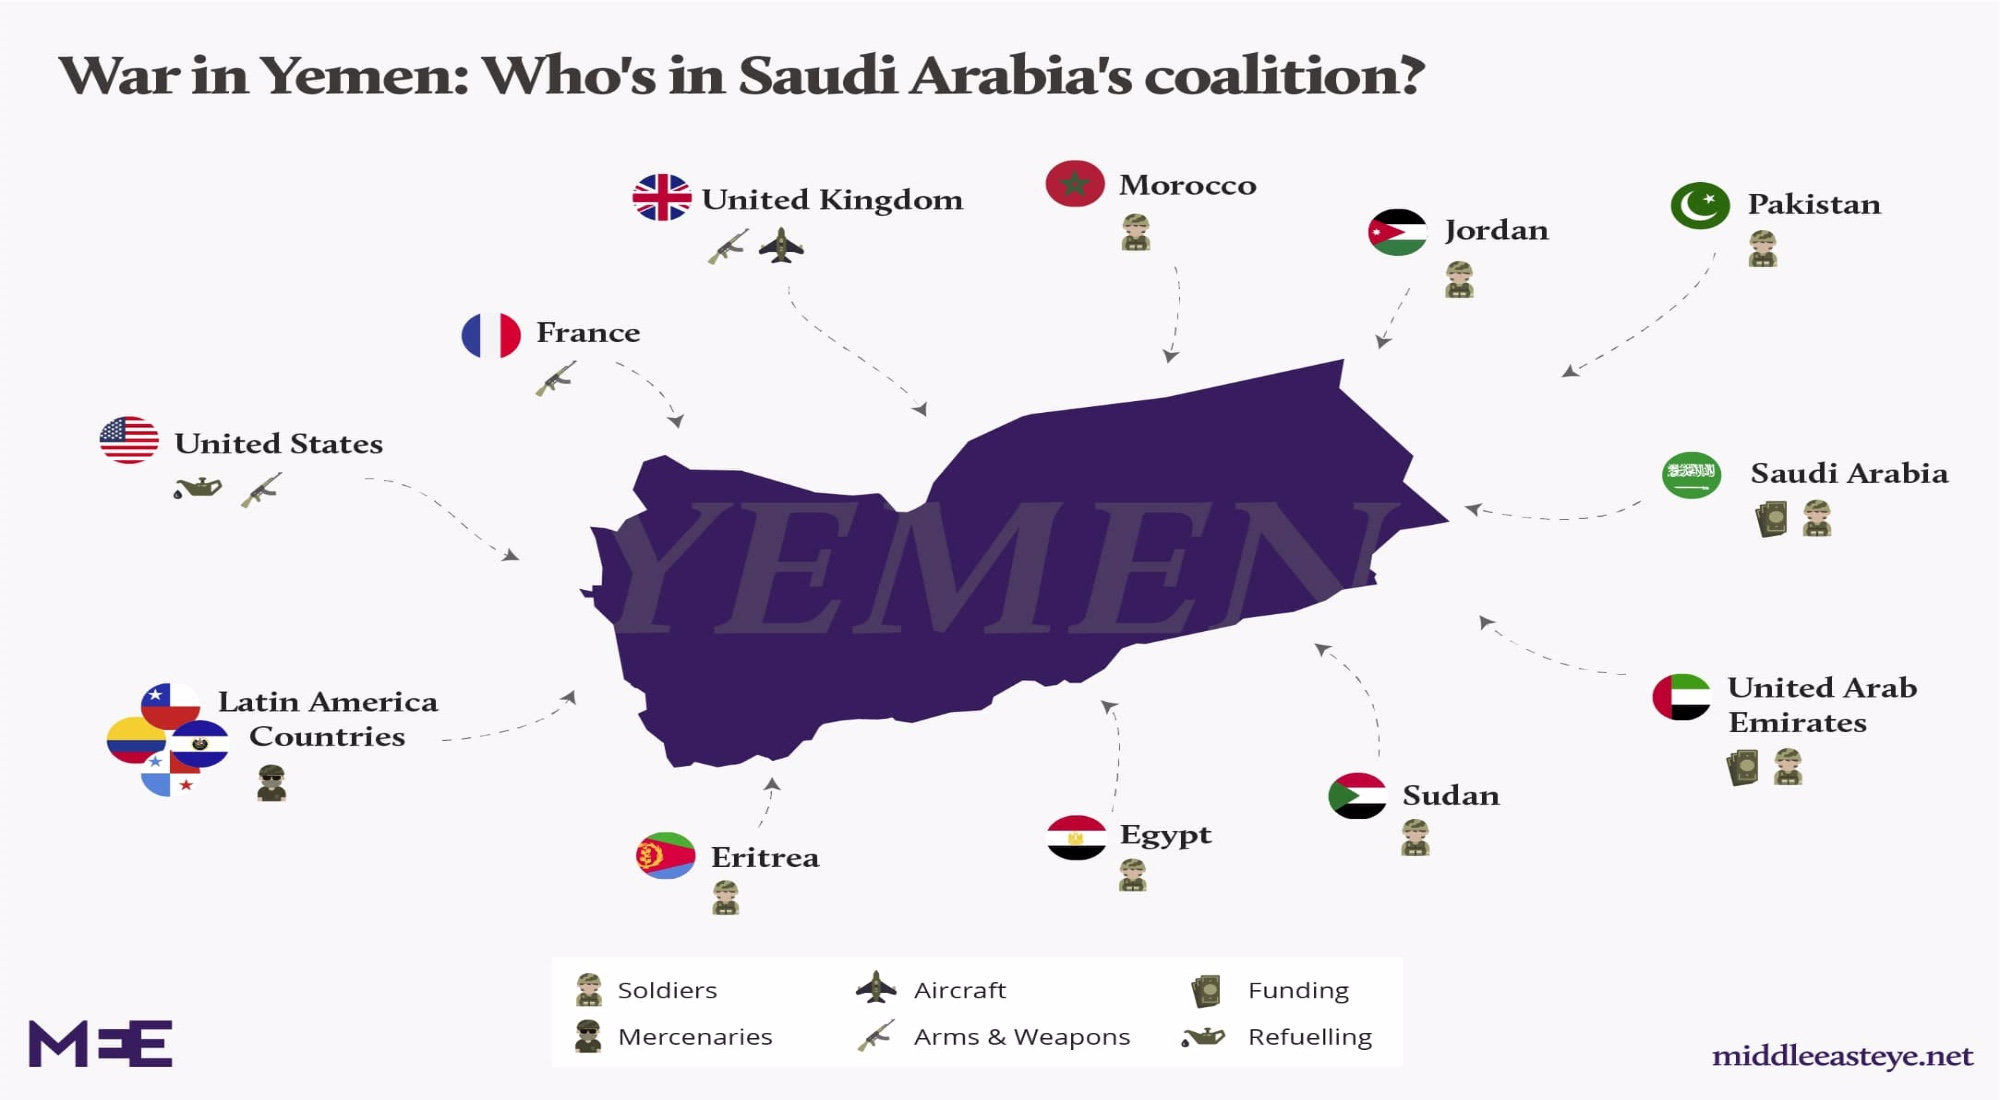 War in Yemen: Who's in Saudi Arabia's coalition?
United Kingdom
Morocco
Jordan
Pakistan
France
United States
Saudi Arabia
YEMEN
United Arab
Emirates
Latin America
Countries
Sudan
Egypt
Eritrea
Soldiers
Aircraft
Funding
Mercenaries
Arms & Weapons
Refuelling
MEE
middleeasteye.net